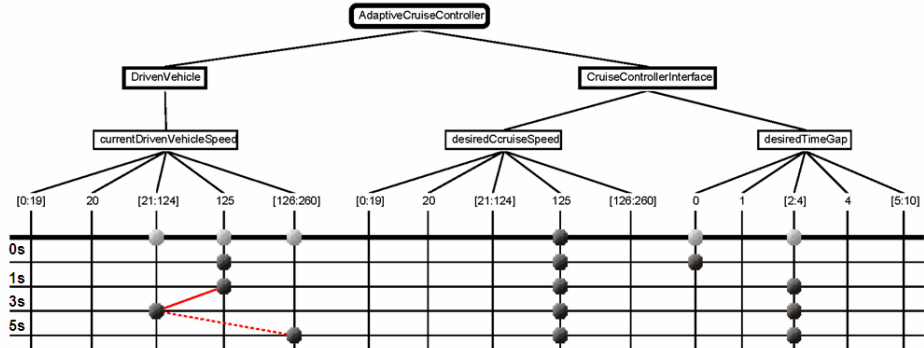 AdaptiveCruiseController
DrivenVehicle CruiseControllerInterface
currentDrivenVehicleSpeed desiredCcruiseSpeed desiredTimeGap
[0:19] 20 [21:124] 125 [126:260] [0:19] 20 [21:124] 125 [126:260] 0 1 [2:4] 4 [5:10]
0s
1s
3s
5s